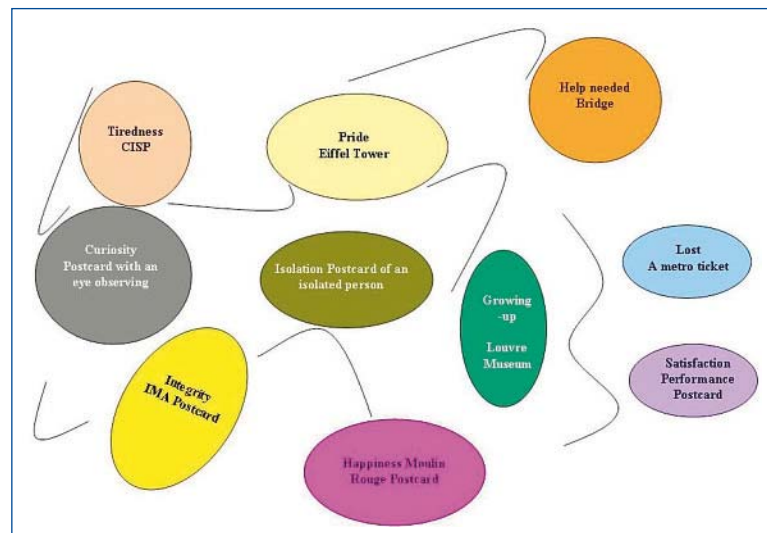 Tiredness
CISP
Pride
Eiffel Tower
Help needed
Bridge
Curiosity
Postcard with an
eye observing
Isolation Postcard of an
isolated person
Growing
-up
Louvre
Museum
Lost
A metro ticket
Integrity
IMA Postcard
Satisfaction
Performance
Postcard
Happiness Moulin
Rouge Postcard